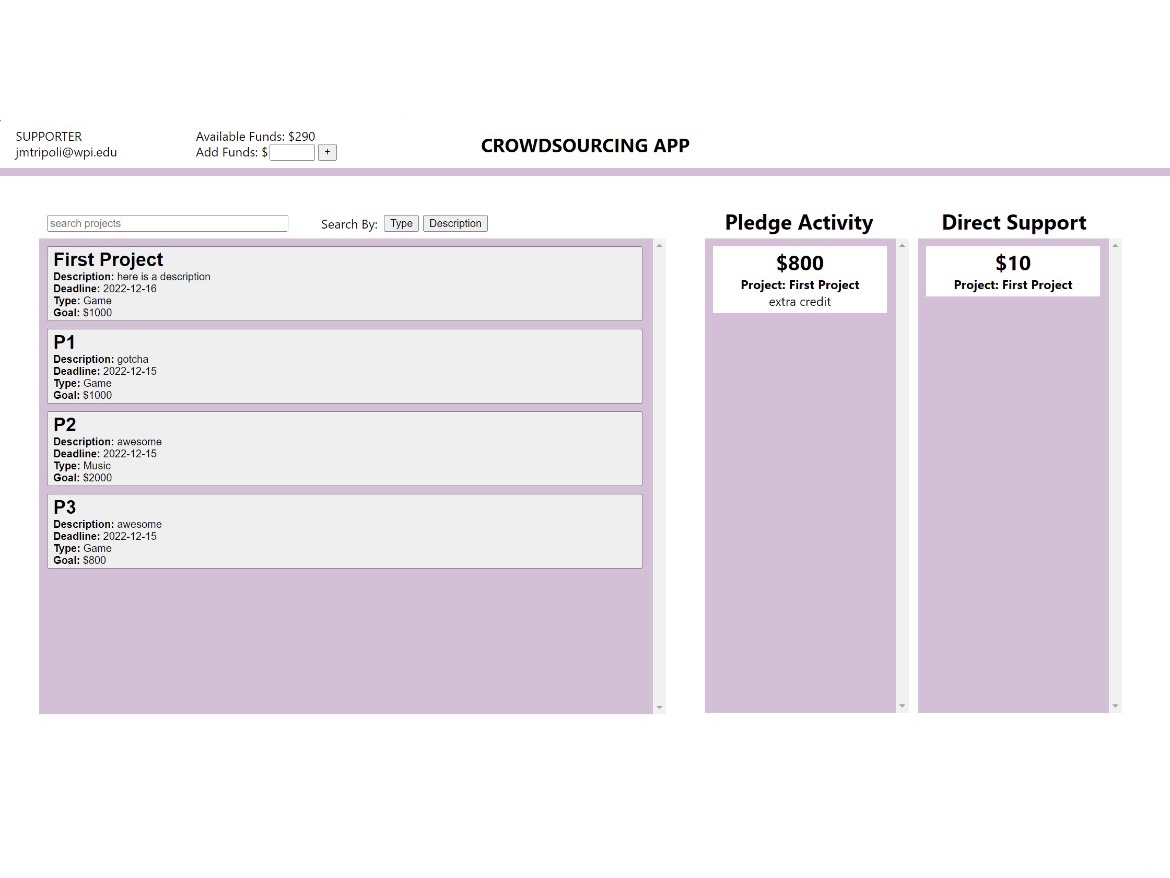 SUPPORTER
jmtripoli@wpi.edu
Available Funds: $290
Add Funds: $ +
CROWDSOURCING APP
search projects
Search By: Type Description
First Project
Description: here is a description
Deadline: 2022-12-16
Type: Game
Goal: $1000
P1
Description: gotcha
Deadline: 2022-12-15
Type: Game
Goal: $1000
P2
Description: awesome
Deadline: 2022-12-15
Type: Music
Goal: $2000
P3
Description: awesome
Deadline: 2022-12-15
Type: Game
Goal: $800
Pledge Activity
$800
Project: First Project
extra credit
Direct Support
$10
Project: First Project